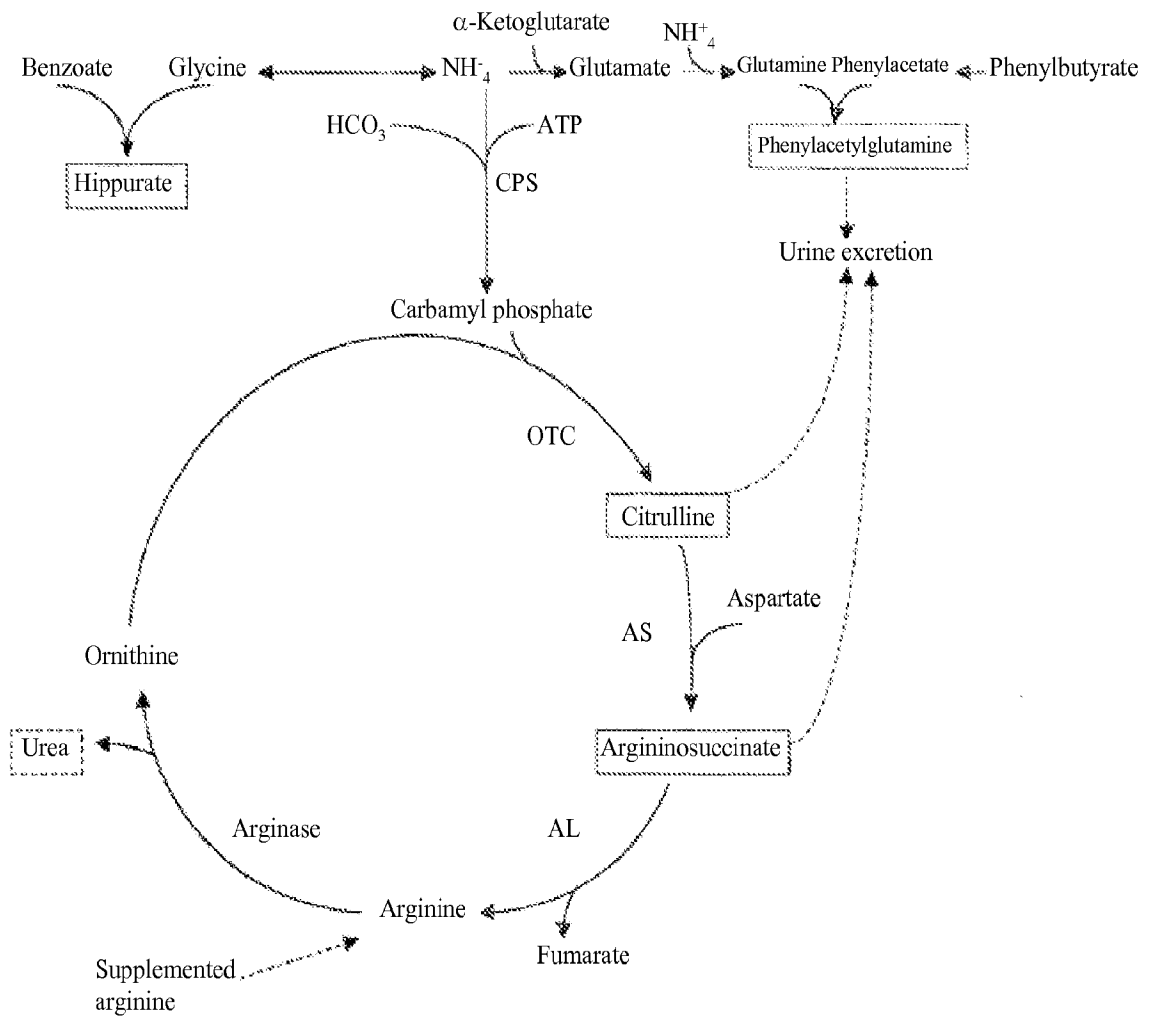 α-Ketoglutarate
NH⁺₄
Benzoate Glycine NH⁻₄ Glutamate Glutamine Phenylacetate Phenylbutyrate
HCO₃ ATP
Phenylacetylglutamine
Hippurate CPS
Urine excretion
Carbamyl phosphate
OTC
Citrulline
Aspartate
AS
Ornithine
Urea Argininosuccinate
Arginase AL
Arginine
Fumarate
Supplemented
arginine